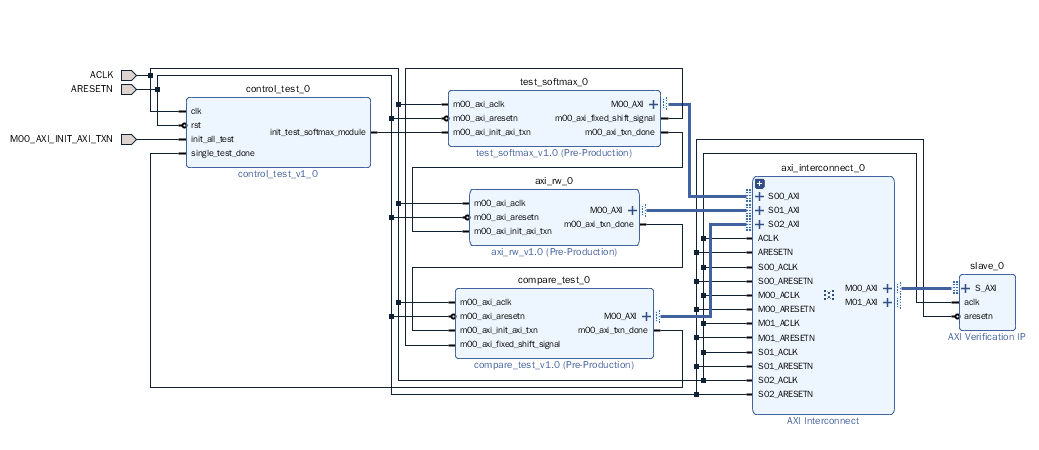 ACLK
ARESETN
M00_AXI_INIT_AXI_TXN
control_test_0
clk
rst
init_all_test
single_test_done
init_test_softmax_module
control_test_v1_0
test_softmax_0
m00_axi_aclk
m00_axi_aresetn
m00_axi_init_axi_txn
M00_AXI
m00_axi_fixed_shift_signal
m00_axi_txn_done
test_softmax_v1.0 (Pre-Production)
axi_rw_0
m00_axi_aclk
m00_axi_aresetn
m00_axi_init_axi_txn
M00_AXI
m00_axi_txn_done
axi_rw_v1.0 (Pre-Production)
compare_test_0
m00_axi_aclk
m00_axi_aresetn
m00_axi_init_axi_txn
m00_axi_fixed_shift_signal
M00_AXI
m00_axi_txn_done
compare_test_v1.0 (Pre-Production)
axi_interconnect_0
S00_AXI
S01_AXI
S02_AXI
ACLK
ARESETN
S00_ACLK
S00_ARESETN
M00_ACLK
M00_ARESETN
M01_ACLK
M01_ARESETN
S01_ACLK
S01_ARESETN
S02_ACLK
S02_ARESETN
M00_AXI
M01_AXI
AXI Interconnect
slave_0
S_AXI
aclk
aresetn
AXI Verification IP